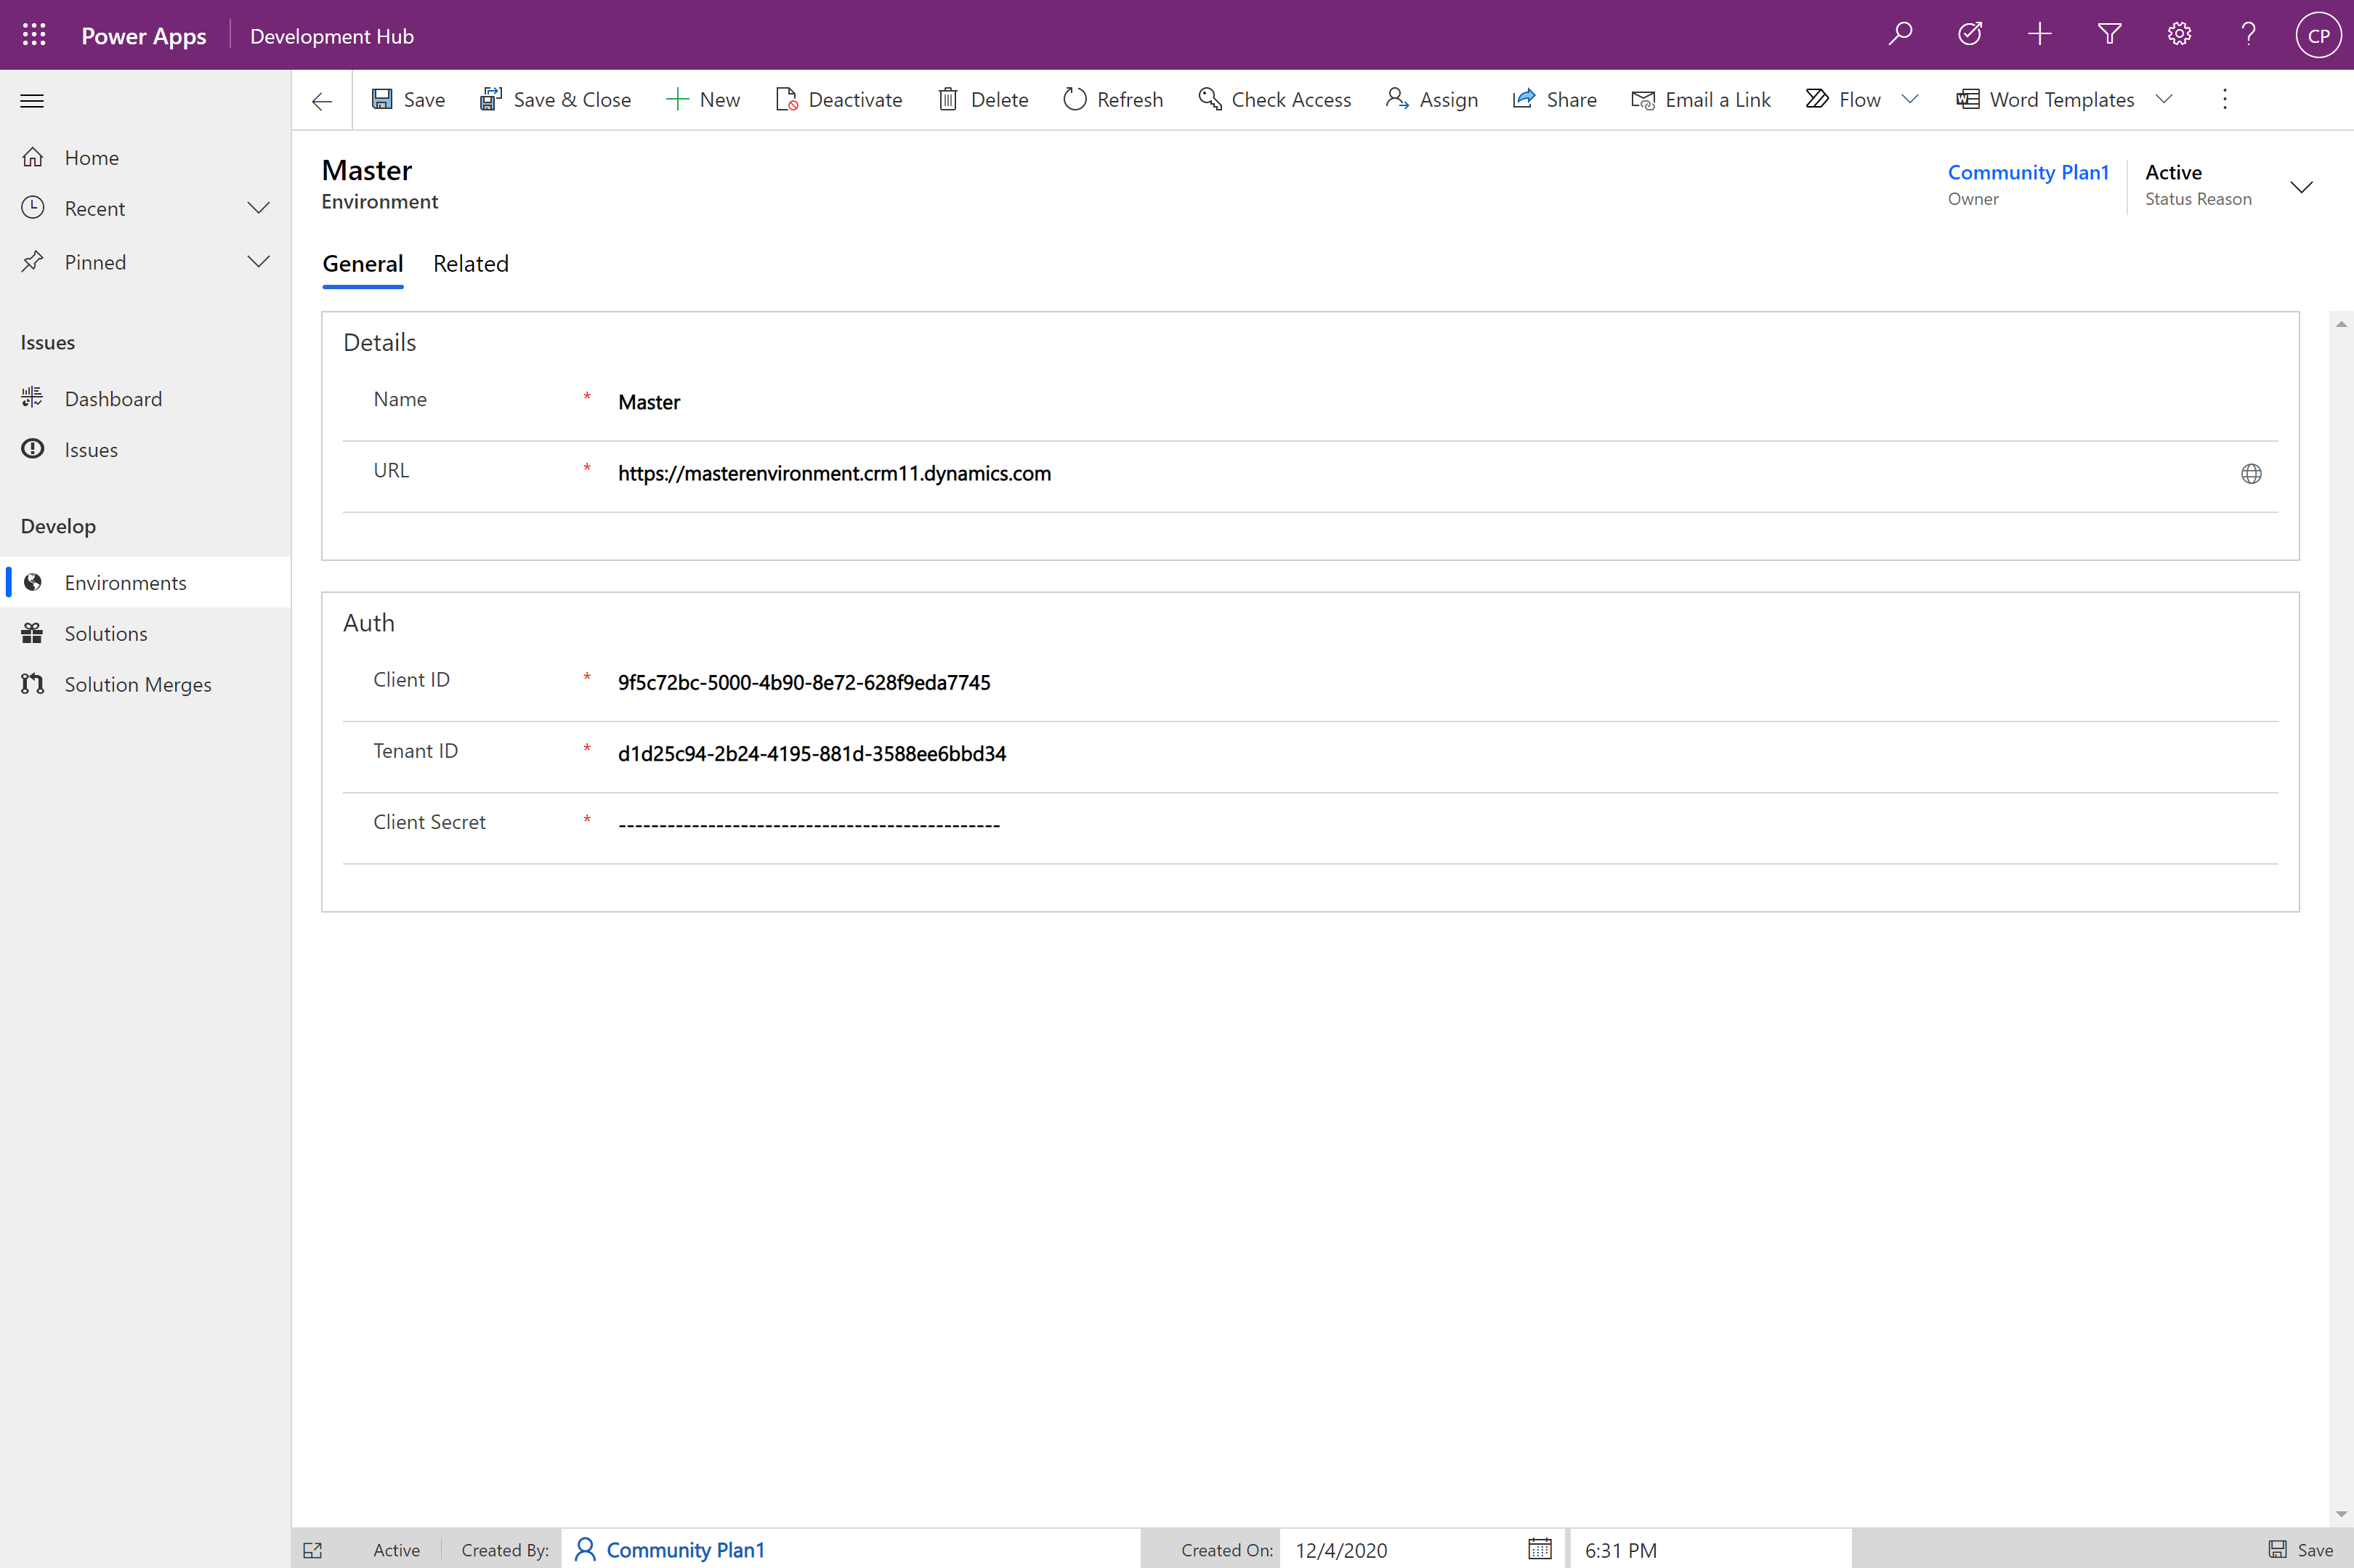 Power Apps Development Hub CP
Save Save & Close New Deactivate Delete Refresh Check Access Assign Share Email a Link Flow Word Templates
Home
Recent
Pinned
Issues
Dashboard
Issues
Develop
Environments
Solutions
Solution Merges
Master
Environment
Community Plan1
Owner
Active
Status Reason
General Related
Details
Name * Master
URL * https://masterenvironment.crm11.dynamics.com
Auth
Client ID * 9f5c72bc-5000-4b90-8e72-628f9eda7745
Tenant ID * d1d25c94-2b24-4195-881d-3588ee6bbd34
Client Secret * -----------------------------------------------
Active Created By: Community Plan1 Created On: 12/4/2020 6:31 PM Save